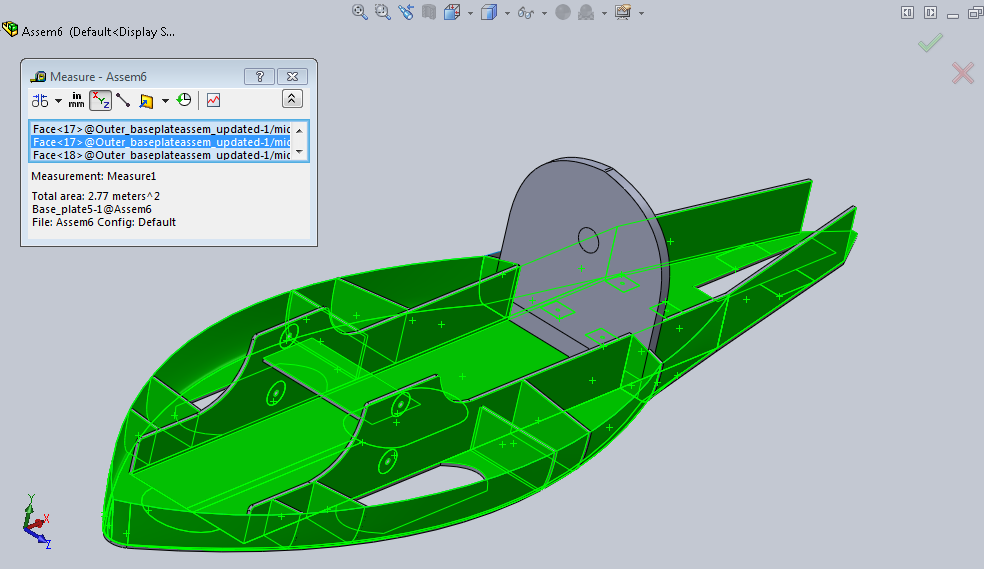 Assem6 (Default<Display S...
Measure - Assem6
?
in
mm
X
Y
Z
Face<17>@Outer_baseplateassem_updated-1/mic
Face<17>@Outer_baseplateassem_updated-1/mic
Face<18>@Outer_baseplateassem_updated-1/mic
Measurement: Measure1
Total area: 2.77 meters^2
Base_plate5-1@Assem6
File: Assem6 Config: Default
Y
X
Z